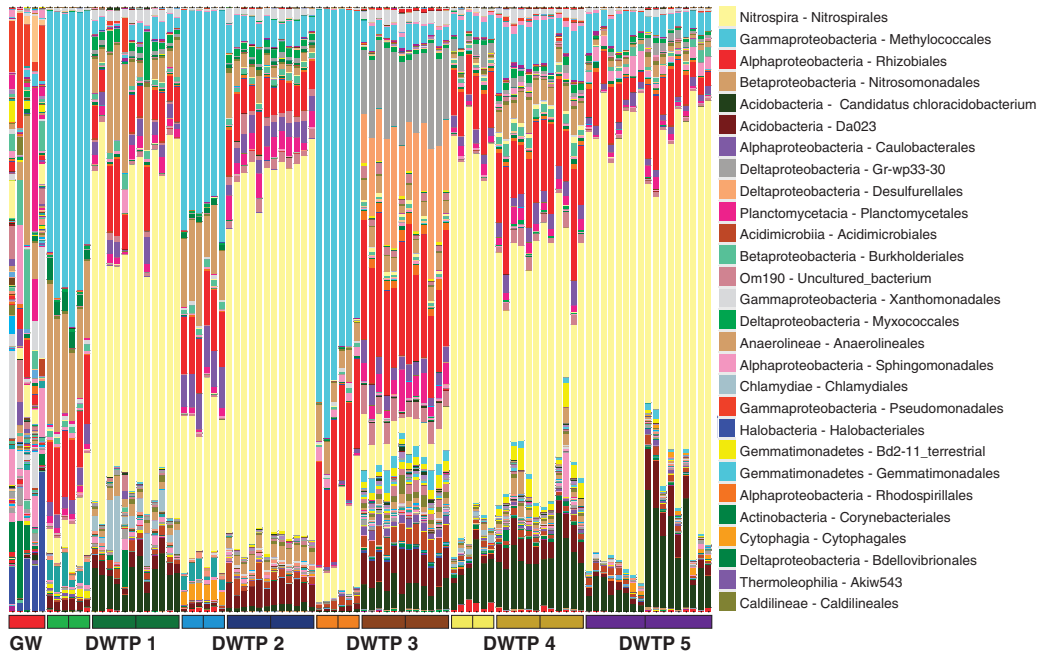 Nitrospira - Nitrospirales
Gammaproteobacteria - Methylococcales
Alphaproteobacteria - Rhizobiales
Betaproteobacteria - Nitrosomonadales
Acidobacteria - Candidatus chloracidobacterium
Acidobacteria - Da023
Alphaproteobacteria - Caulobacterales
Deltaproteobacteria - Gr-wp33-30
Deltaproteobacteria - Desulfurellales
Planctomycetacia - Planctomycetales
Acidimicrobiia - Acidimicrobiales
Betaproteobacteria - Burkholderiales
Om190 - Uncultured_bacterium
Gammaproteobacteria - Xanthomonadales
Deltaproteobacteria - Myxococcales
Anaerolineae - Anaerolineales
Alphaproteobacteria - Sphingomonadales
Chlamydiae - Chlamydiales
Gammaproteobacteria - Pseudomonadales
Halobacteria - Halobacteriales
Gemmatimonadetes - Bd2-11_terrestrial
Gemmatimonadetes - Gemmatimonadales
Alphaproteobacteria - Rhodospirillales
Actinobacteria - Corynebacteriales
Cytophagia - Cytophagales
Deltaproteobacteria - Bdellovibrionales
Thermoleophilia - Akiw543
Caldilineae - Caldilineales
GW DWTP 1 DWTP 2 DWTP 3 DWTP 4 DWTP 5